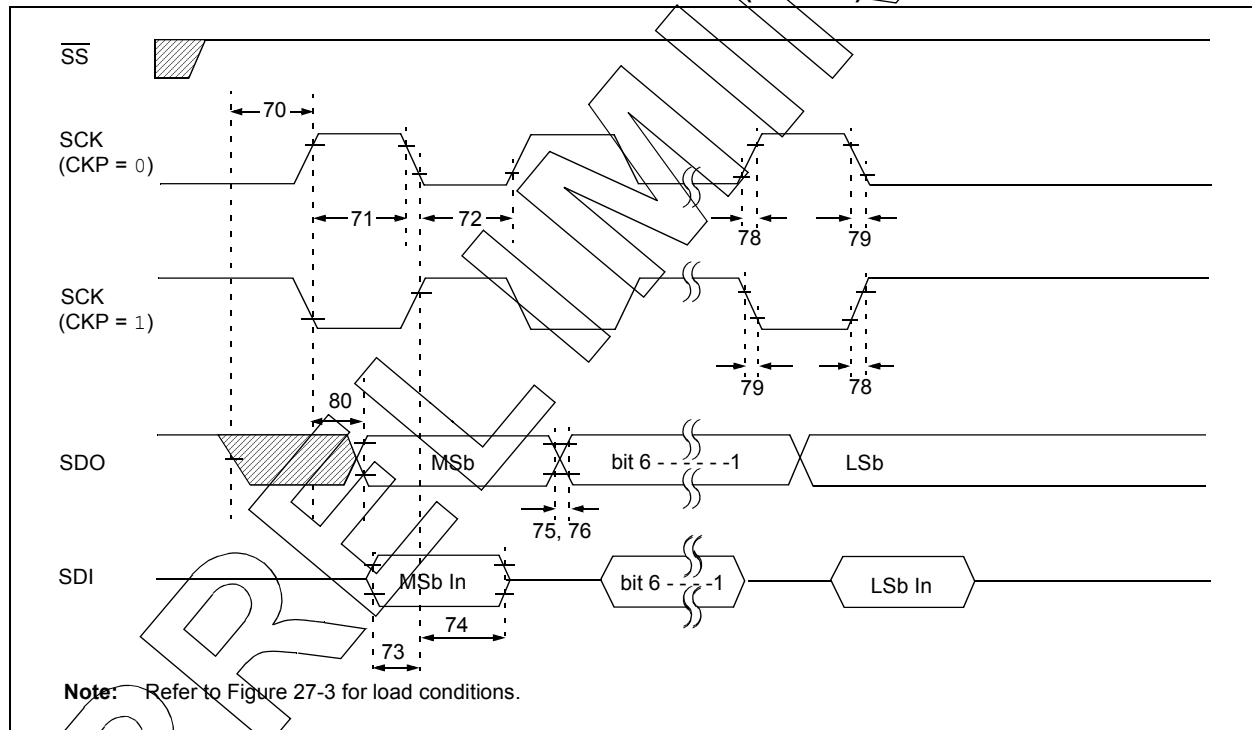 SS
70
SCK
(CKP = 0)
71
72
78
79
SCK
(CKP = 1)
79
78
80
SDO
MSb
bit 6 - - - - - -1
LSb
75, 76
SDI
MSb In
bit 6 - - - - -1
LSb In
74
73
Note: Refer to Figure 27-3 for load conditions.